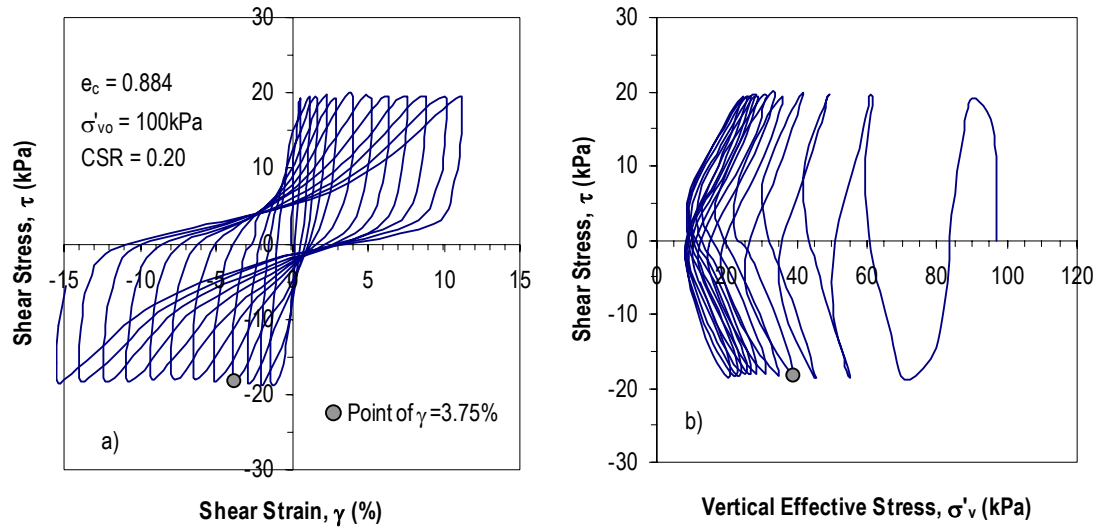 30
20
10
0
-10
-20
-30
-15
-10
-5
0
5
10
15
e_c = 0.884
σ'_vo = 100kPa
CSR = 0.20
Point of γ =3.75%
a)
Shear Stress, τ (kPa)
Shear Strain, γ (%)
30
20
10
0
-10
-20
-30
0
20
40
60
80
100
120
b)
Shear Stress, τ (kPa)
Vertical Effective Stress, σ'_v (kPa)